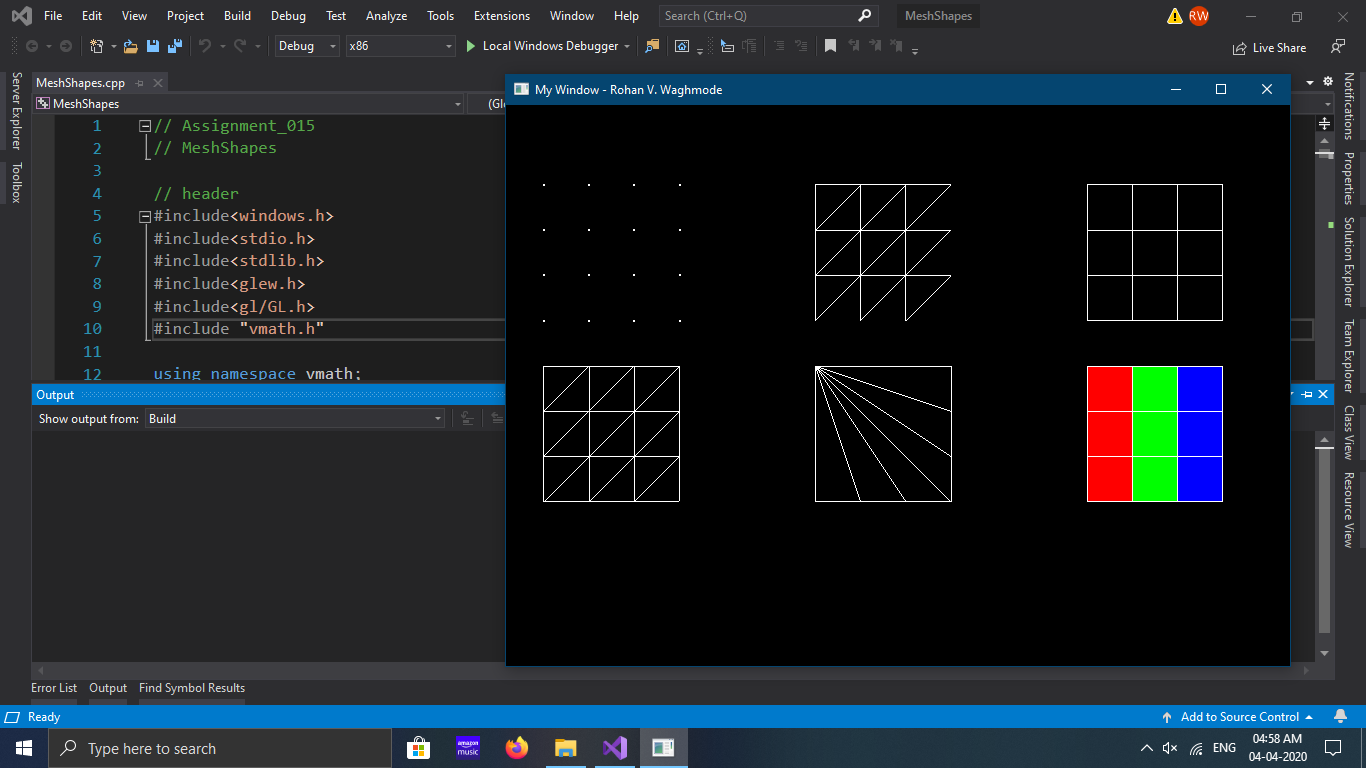 File Edit View Project Build Debug Test Analyze Tools Extensions Window Help Search (Ctrl+Q) MeshShapes RW
Debug x86 Local Windows Debugger Live Share
Server Explorer
Toolbox
MeshShapes.cpp
MeshShapes (Glo
1 // Assignment_015
2 // MeshShapes
3
4 // header
5 #include<windows.h>
6 #include<stdio.h>
7 #include<stdlib.h>
8 #include<glew.h>
9 #include<gl/GL.h>
10 #include "vmath.h"
11
12 using namespace vmath;
My Window - Rohan V. Waghmode
Notifications
Properties
Solution Explorer
Team Explorer
Class View
Resource View
Output
Show output from: Build
Error List Output Find Symbol Results
Ready Add to Source Control
Type here to search
amazon music
ENG
04:58 AM
04-04-2020